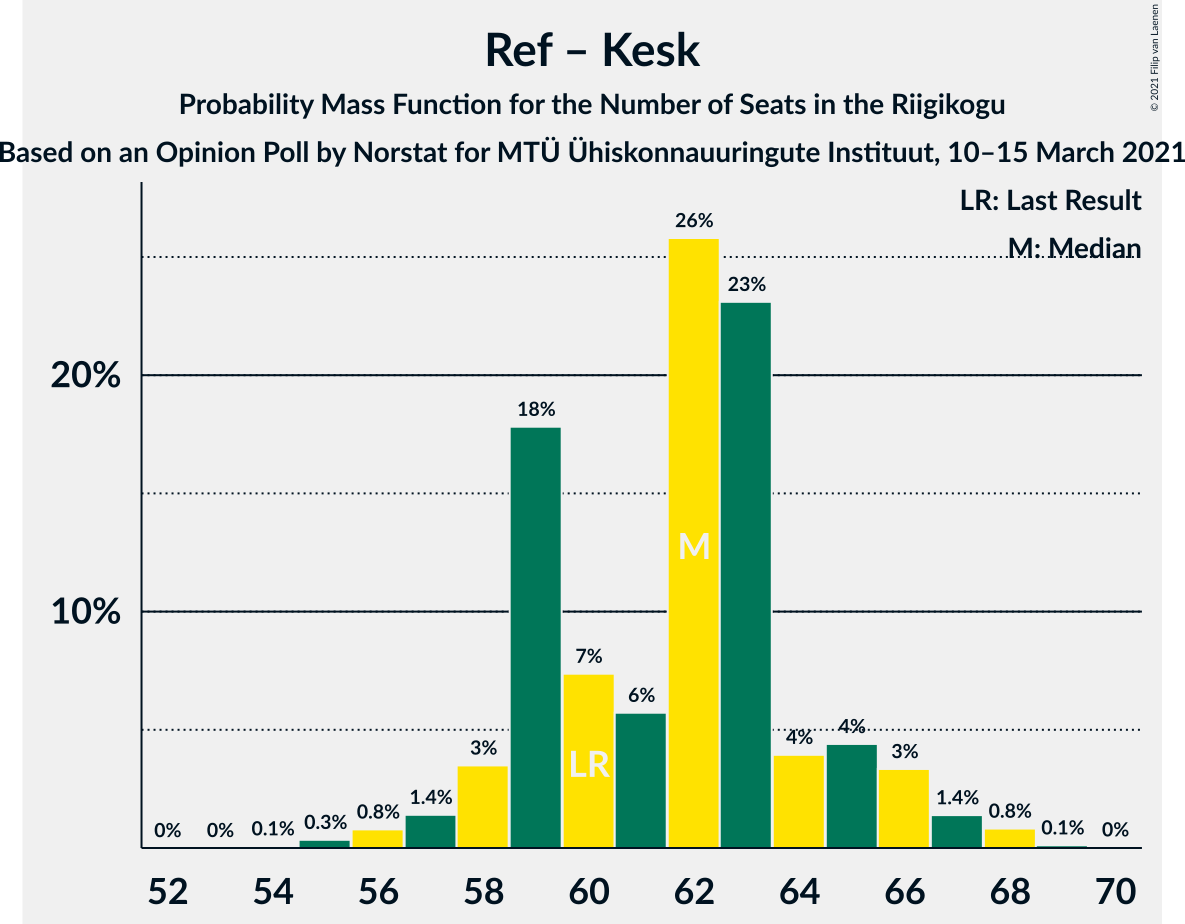 Ref – Kesk
Probability Mass Function for the Number of Seats in the Riigikogu
Based on an Opinion Poll by Norstat for MTÜ Ühiskonnauuringute Instituut, 10–15 March 2021
© 2021 Filip van Laenen
LR: Last Result
M: Median
26%
23%
20%
18%
M
10%
7%
6%
LR
3%
4%
4%
3%
0%
0%
0.1%
0.3%
0.8%
1.4%
1.4%
0.8%
0.1%
0%
52 54 56 58 60 62 64 66 68 70